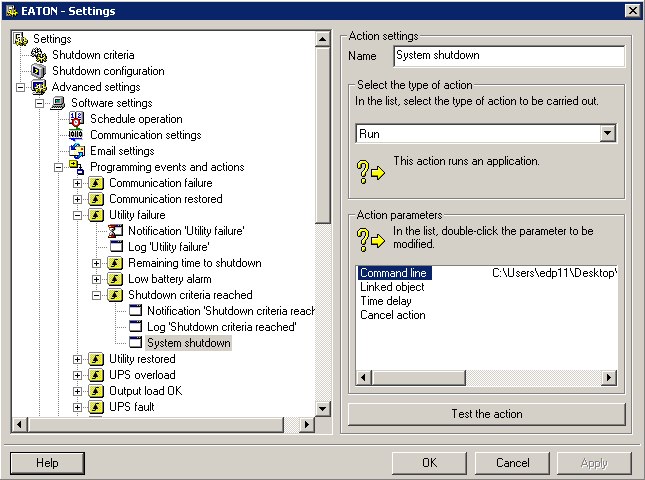 EATON - Settings
Settings
Shutdown criteria
Shutdown configuration
Advanced settings
Software settings
Schedule operation
Communication settings
Email settings
Programming events and actions
Communication failure
Communication restored
Utility failure
Notification 'Utility failure'
Log 'Utility failure'
Remaining time to shutdown
Low battery alarm
Shutdown criteria reached
Notification 'Shutdown criteria reach
Log 'Shutdown criteria reached'
System shutdown
Utility restored
UPS overload
Output load OK
UPS fault
Action settings
Name System shutdown
Select the type of action
In the list, select the type of action to be carried out.
Run
This action runs an application.
Action parameters
In the list, double-click the parameter to be
modified.
Command line C:\Users\edp11\Desktop\
Linked object
Time delay
Cancel action
Test the action
Help OK Cancel Apply